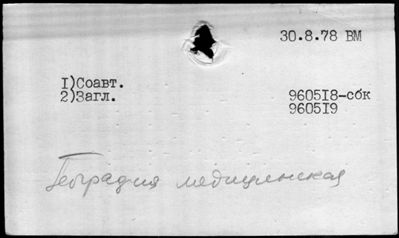 30.8.78 ВМ
I)Соавт.
2)Загл. 9605I8-сбк
9605I9
География медицинская